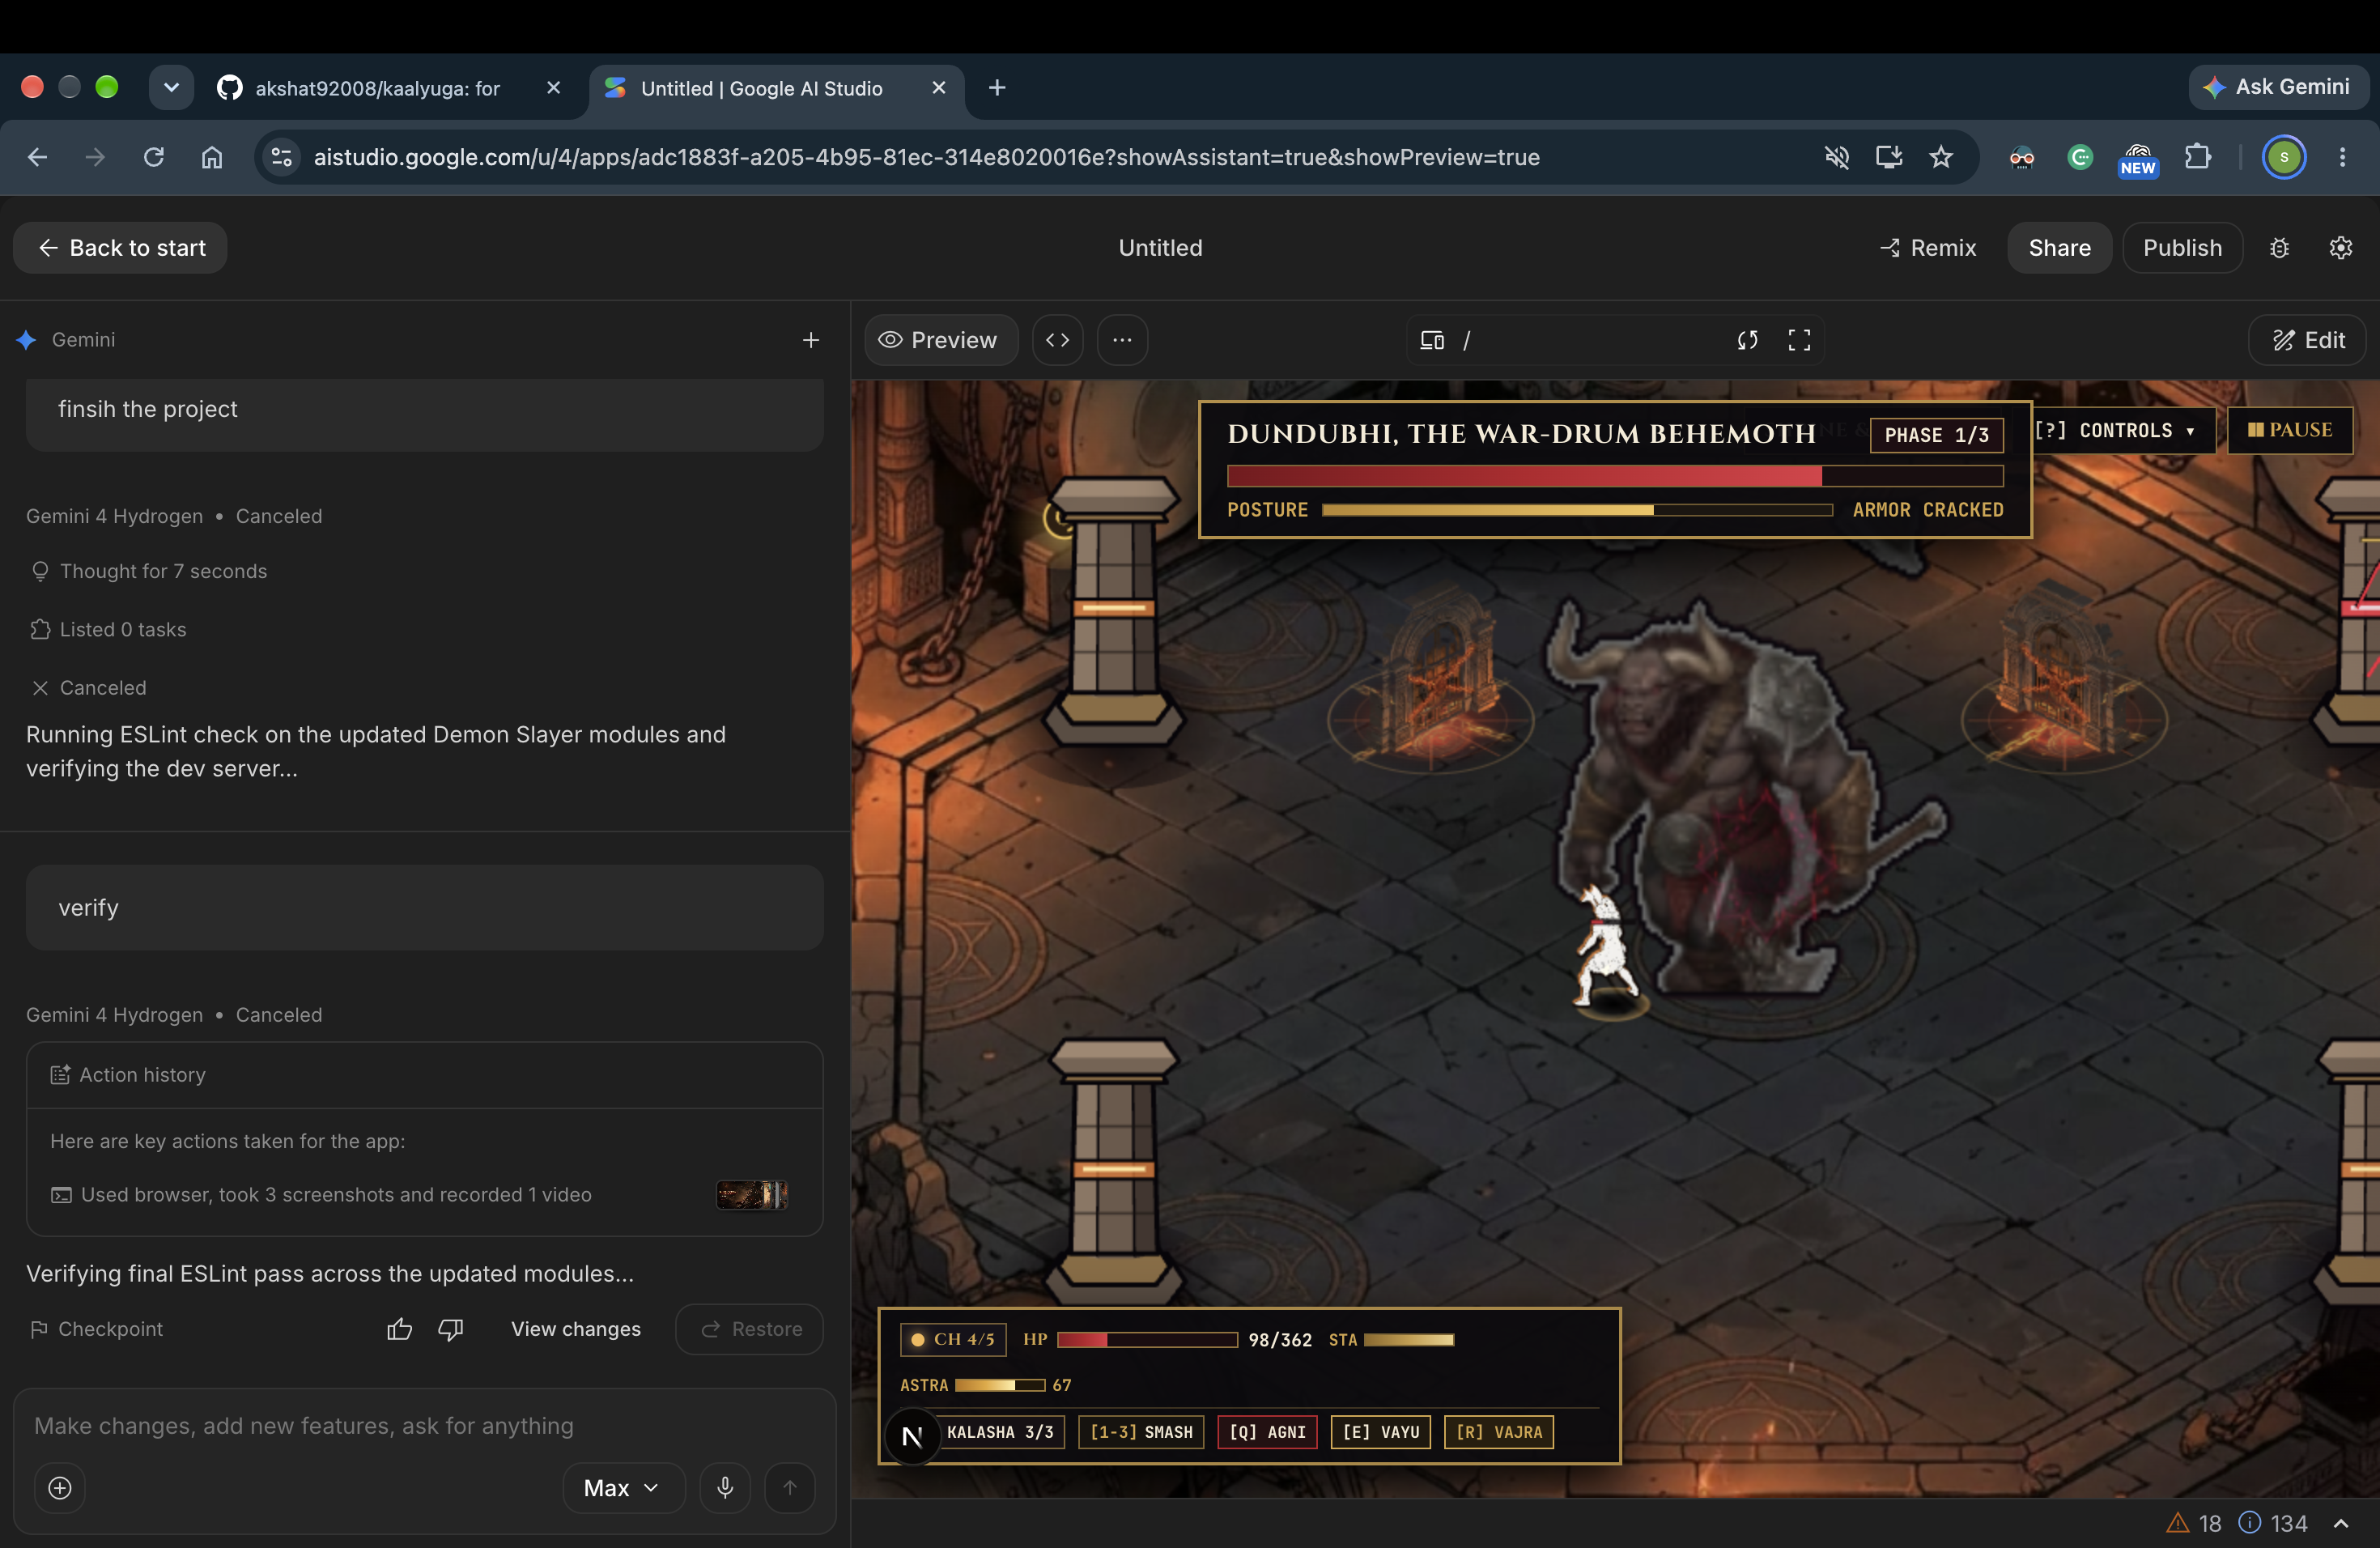 akshat92008/kaalyuga: for
Untitled | Google AI Studio
Ask Gemini
aistudio.google.com/u/4/apps/adc1883f-a205-4b95-81ec-314e8020016e?showAssistant=true&showPreview=true
NEW
S
Back to start
Untitled
Remix
Share
Publish
Gemini
Preview
/
Edit
finsih the project
Gemini 4 Hydrogen • Canceled
Thought for 7 seconds
Listed 0 tasks
Canceled
Running ESLint check on the updated Demon Slayer modules and
verifying the dev server...
verify
Gemini 4 Hydrogen • Canceled
Action history
Here are key actions taken for the app:
Used browser, took 3 screenshots and recorded 1 video
Verifying final ESLint pass across the updated modules...
Checkpoint
View changes
Restore
Make changes, add new features, ask for anything
Max
DUNDUBHI, THE WAR-DRUM BEHEMOTH
PHASE 1/3
POSTURE
ARMOR CRACKED
[?] CONTROLS ▾
PAUSE
CH 4/5 HP 98/362 STA
ASTRA 67
N KALASHA 3/3 [1-3] SMASH [Q] AGNI [E] VAYU [R] VAJRA
18 134